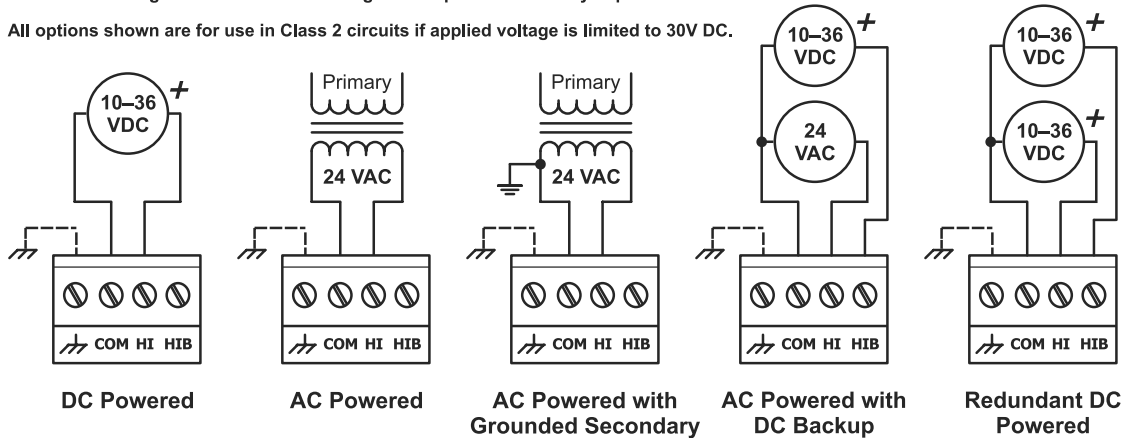 All options shown are for use in Class 2 circuits if applied voltage is limited to 30V DC.
10–36
VDC
+
COM HI HIB
DC Powered
Primary
24 VAC
COM HI HIB
AC Powered
Primary
24 VAC
COM HI HIB
AC Powered with
Grounded Secondary
10–36
VDC
+
24
VAC
COM HI HIB
AC Powered with
DC Backup
10–36
VDC
+
10–36
VDC
+
COM HI HIB
Redundant DC
Powered